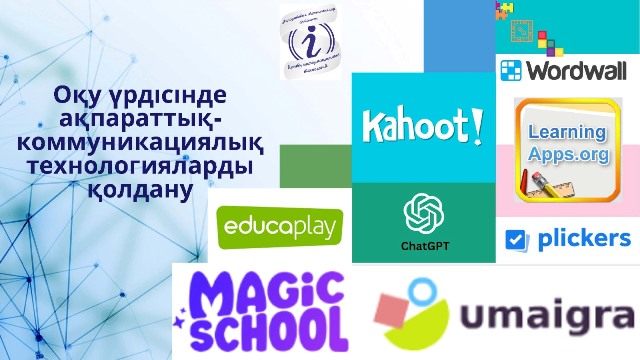 Оқу үрдісінде
ақпараттық-
коммуникациялық
технологияларды
қолдану
Kahoot!
Wordwall
Learning
Apps.org
educaplay
ChatGPT
plickers
MAGiC
SCHOOL
umaigra